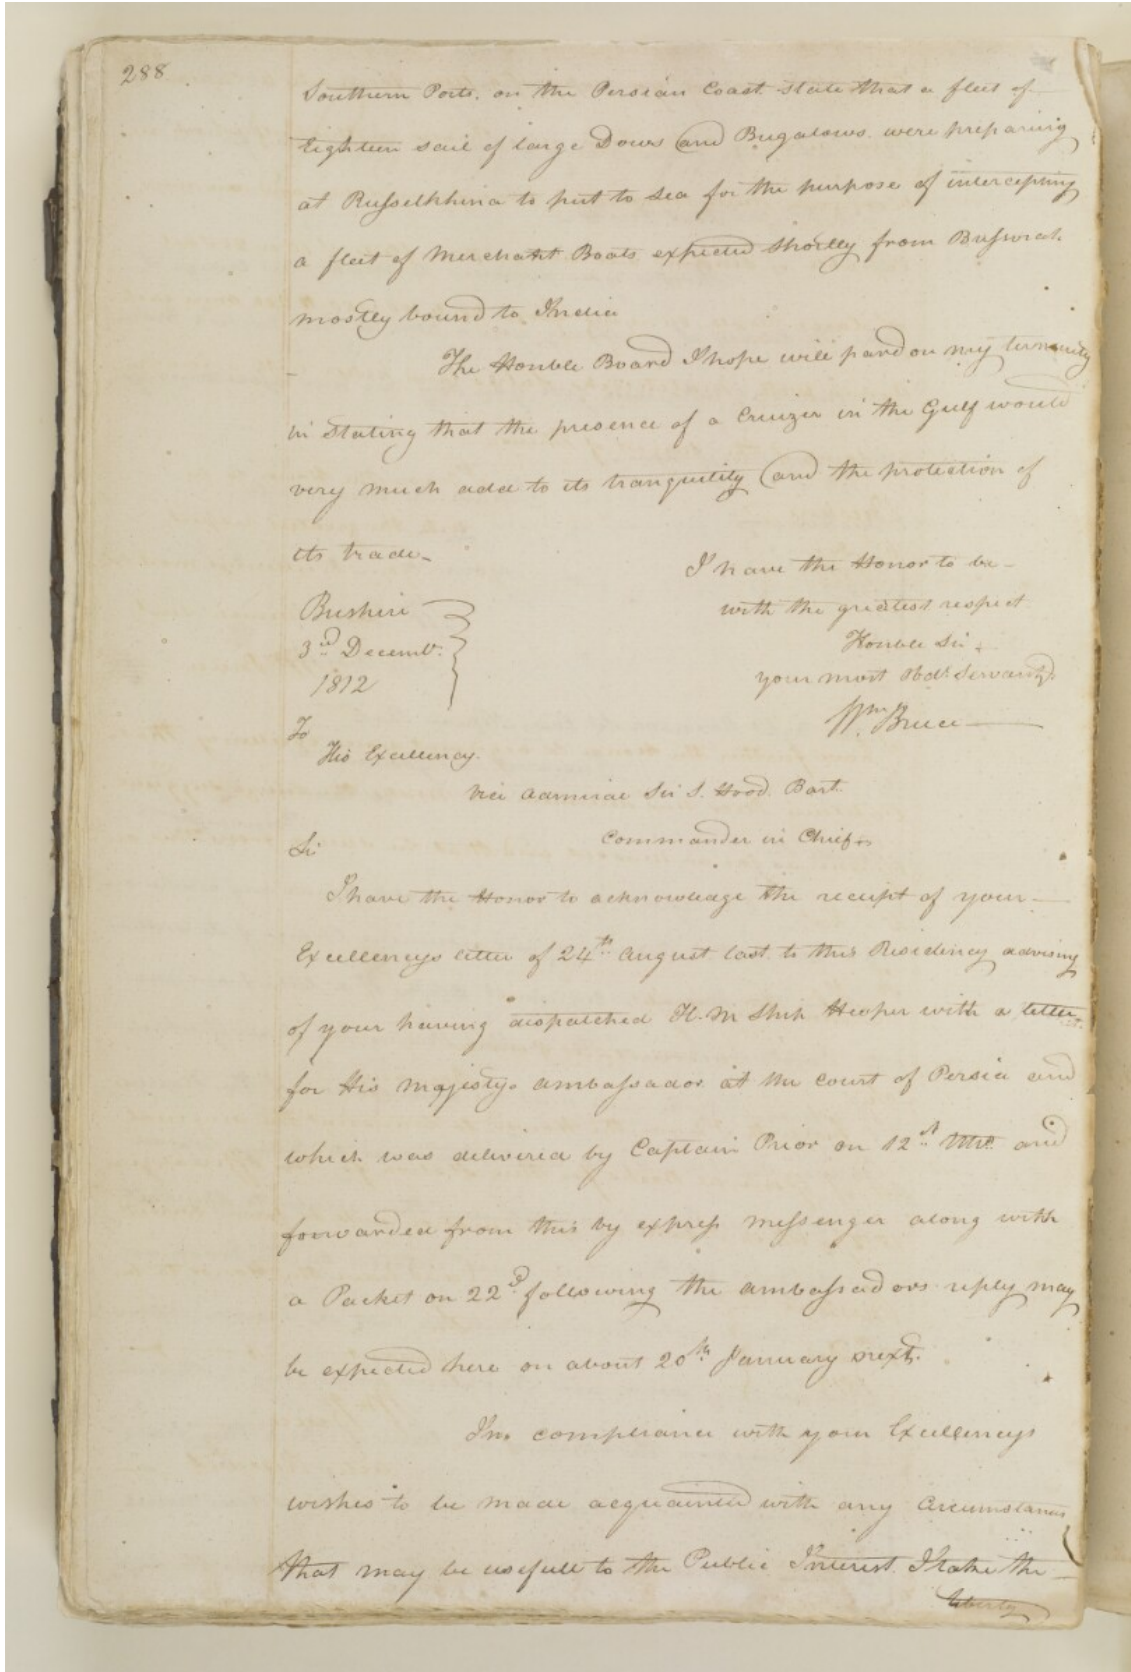 288
Southern Ports. on the Persian Coast state that a fleet of
Eighteen sail of large Dows and Bugalows were preparing
at Russelkhima to put to sea for the purpose of intercepting
a fleet of Merchant Boats expected shortly from Bussorah
mostly bound to India
The Honble Board I hope will pardon my temerity
in stating that the presence of a Cruizer in the Gulf would
very much add to its tranquility and the protection of
its trade
I have the Honor to be
with the greatest respect
Honble Sir
your most Obdt Servant
Wm Bruce
Bushire
3rd Decembr.
1812
To
His Excellency.
Vice Admiral Sir S. Hood. Bart.
Commander in Chief
Sir
I have the Honor to acknowledge the receipt of your
Excellencys letter of 24th August last to this Residency advising
of your having dispatched H. M Ship Hesper with a letter
for His Majestys Ambassador at the court of Persia and
which was delivered by Captain Prior on 12st Ulto and
forwarded from this by express messenger along with
a Packet on 22d following the Ambassadors reply may
be expected here on about 20th January next.
In compliance with your Excellencys
wishes to be made acquainted with any circumstances
that may be usefull to the Public Interest I take the
liberty